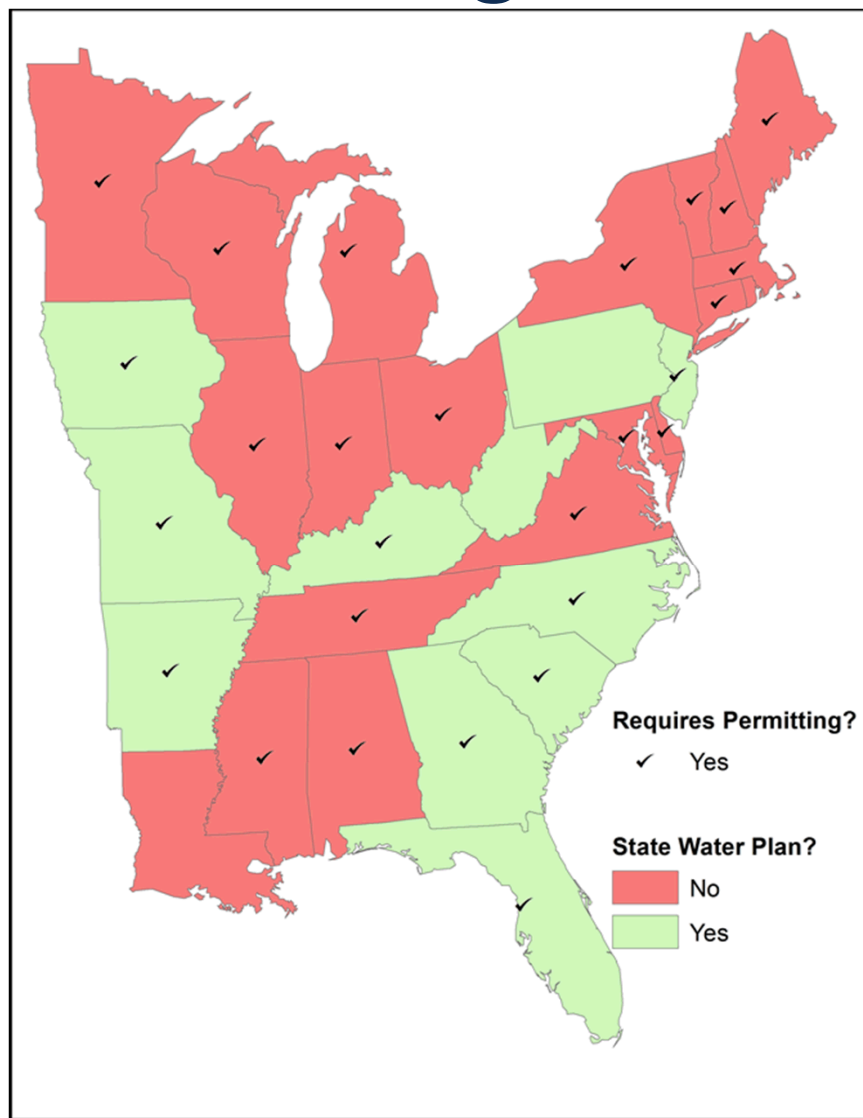 Requires Permitting?
Yes
State Water Plan?
No
Yes